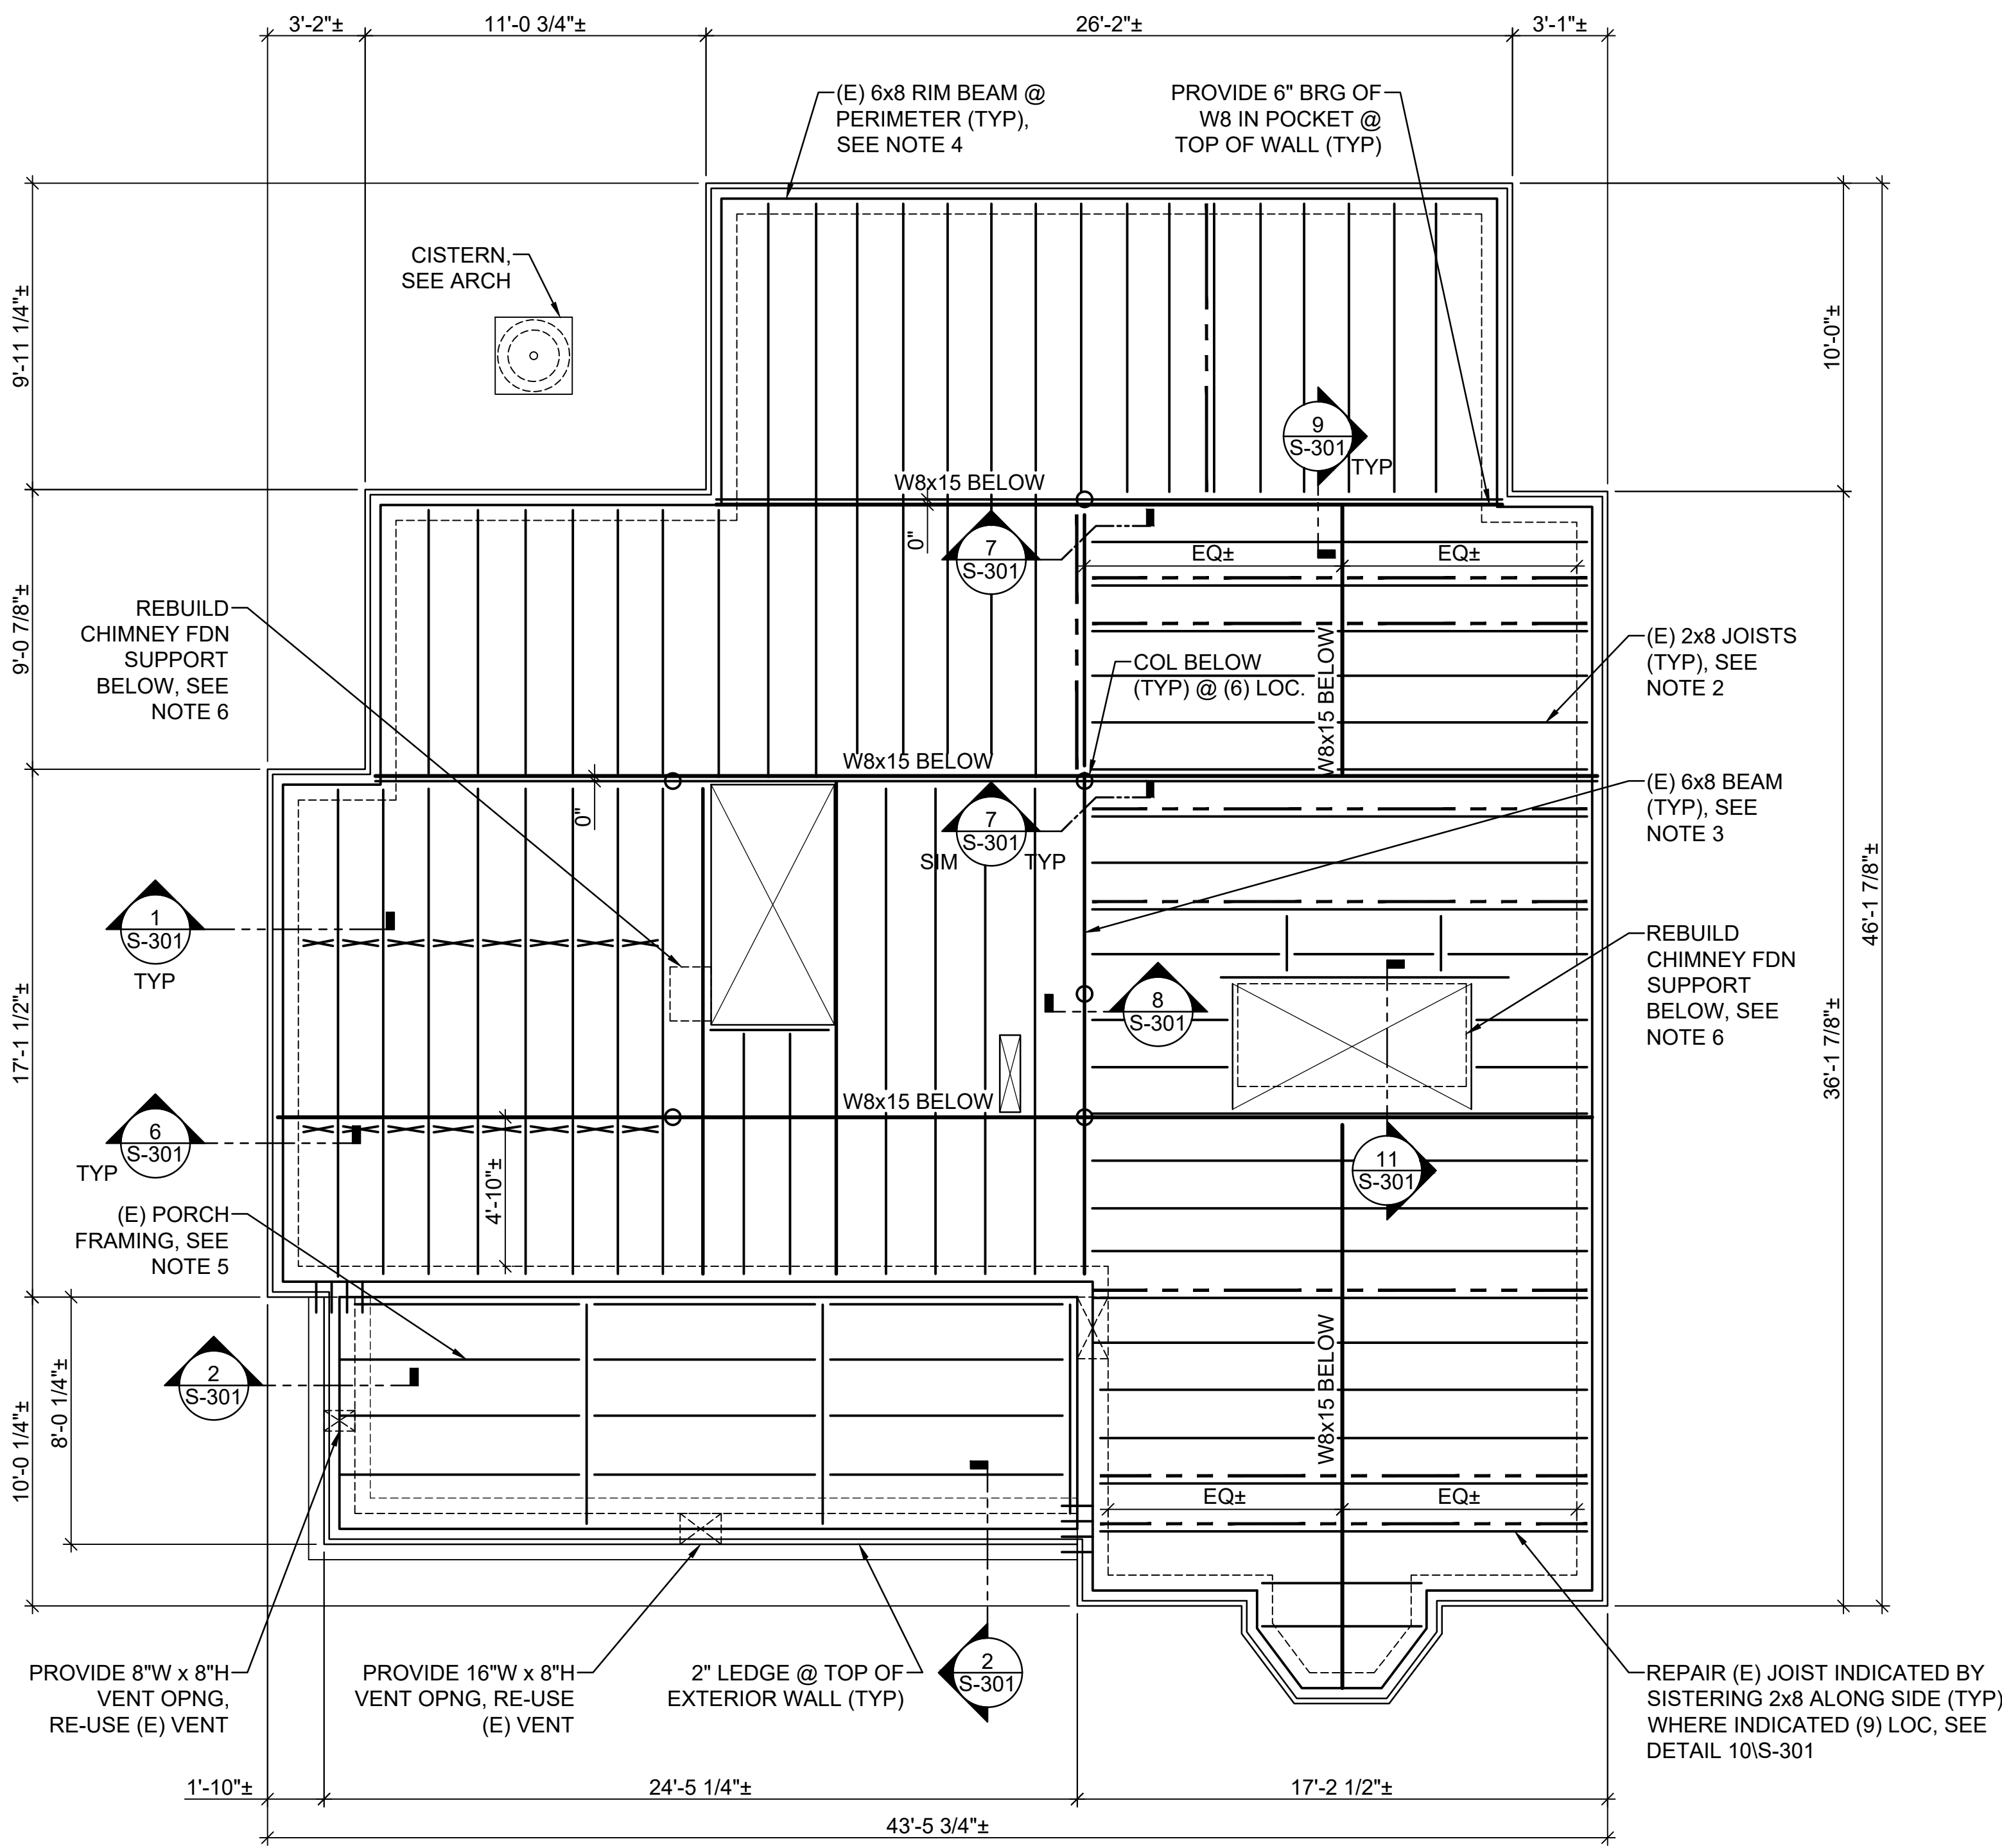 3'-2"±
11'-0 3/4"±
26'-2"±
3'-1"±
(E) 6x8 RIM BEAM @
PERIMETER (TYP),
SEE NOTE 4
PROVIDE 6" BRG OF
W8 IN POCKET @
TOP OF WALL (TYP)
CISTERN,
SEE ARCH
9'-11 1/4"±
10'-0"±
9
S-301
TYP
W8x15 BELOW
0"
7
S-301
EQ±
EQ±
REBUILD
CHIMNEY FDN
SUPPORT
BELOW, SEE
NOTE 6
9'-0 7/8"±
COL BELOW
(TYP) @ (6) LOC.
W8x15 BELOW
(E) 2x8 JOISTS
(TYP), SEE
NOTE 2
W8x15 BELOW
0"
7
S-301
SIM
TYP
(E) 6x8 BEAM
(TYP), SEE
NOTE 3
46'-1 7/8"±
1
S-301
TYP
REBUILD
CHIMNEY FDN
SUPPORT
BELOW, SEE
NOTE 6
8
S-301
17'-1 1/2"±
36'-1 7/8"±
W8x15 BELOW
6
S-301
TYP
4'-10"±
11
S-301
(E) PORCH
FRAMING, SEE
NOTE 5
2
S-301
8'-0 1/4"±
10'-0 1/4"±
W8x15 BELOW
EQ±
EQ±
PROVIDE 8"W x 8"H
VENT OPNG,
RE-USE (E) VENT
PROVIDE 16"W x 8"H
VENT OPNG, RE-USE
(E) VENT
2" LEDGE @ TOP OF
EXTERIOR WALL (TYP)
2
S-301
REPAIR (E) JOIST INDICATED BY
SISTERING 2x8 ALONG SIDE (TYP)
WHERE INDICATED (9) LOC, SEE
DETAIL 10\S-301
1'-10"±
24'-5 1/4"±
17'-2 1/2"±
43'-5 3/4"±